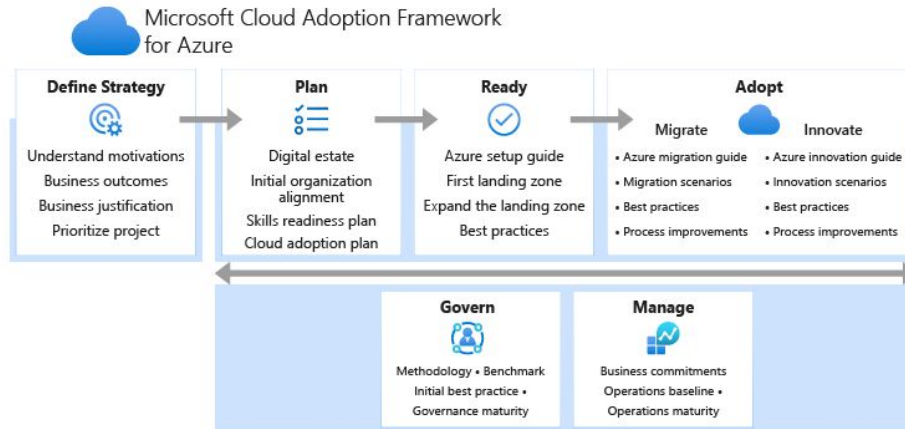 Microsoft Cloud Adoption Framework
for Azure
Define Strategy
Understand motivations
Business outcomes
Business justification
Prioritize project
Plan
Digital estate
Initial organization
alignment
Skills readiness plan
Cloud adoption plan
Ready
Azure setup guide
First landing zone
Expand the landing zone
Best practices
Adopt
Migrate
• Azure migration guide
• Migration scenarios
• Best practices
• Process improvements
Innovate
• Azure innovation guide
• Innovation scenarios
• Best practices
• Process improvements
Govern
Methodology • Benchmark
Initial best practice •
Governance maturity
Manage
Business commitments
Operations baseline •
Operations maturity